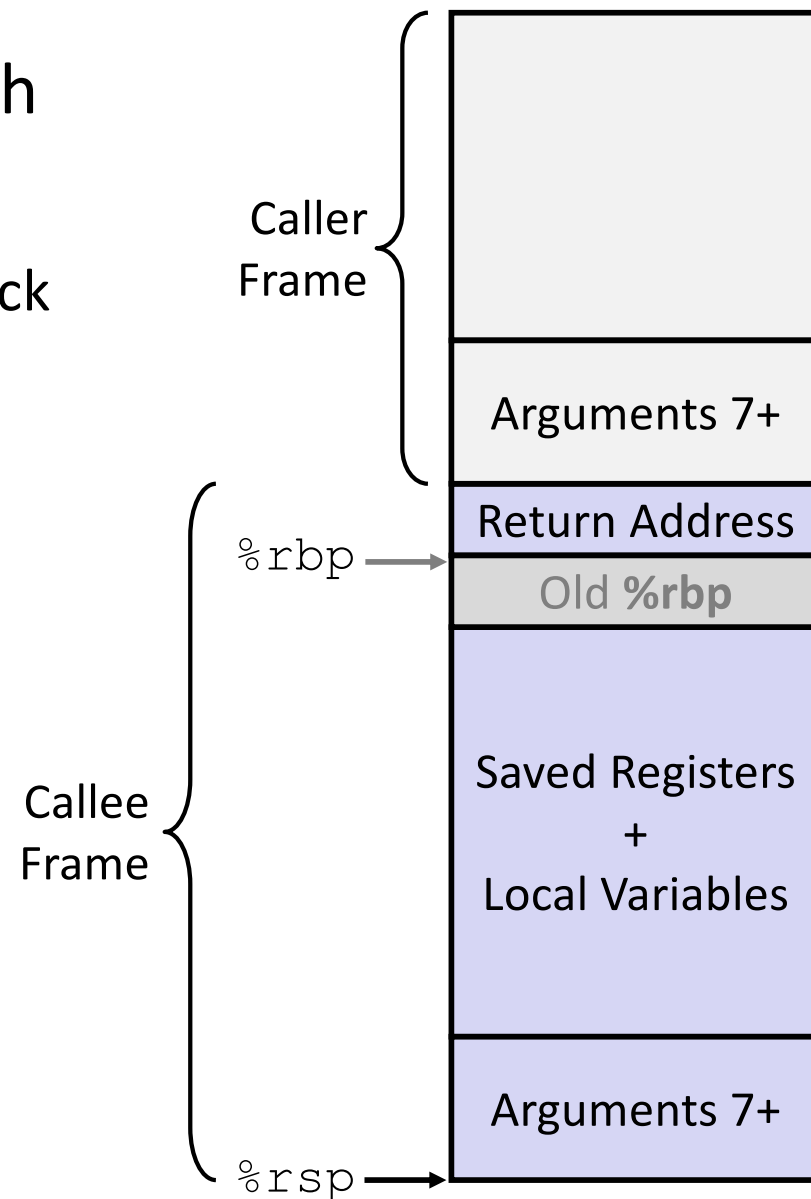 h
ck
Caller
Frame
Arguments 7+
Return Address
%rbp
Old %rbp
Saved Registers
+
Local Variables
Callee
Frame
Arguments 7+
%rsp